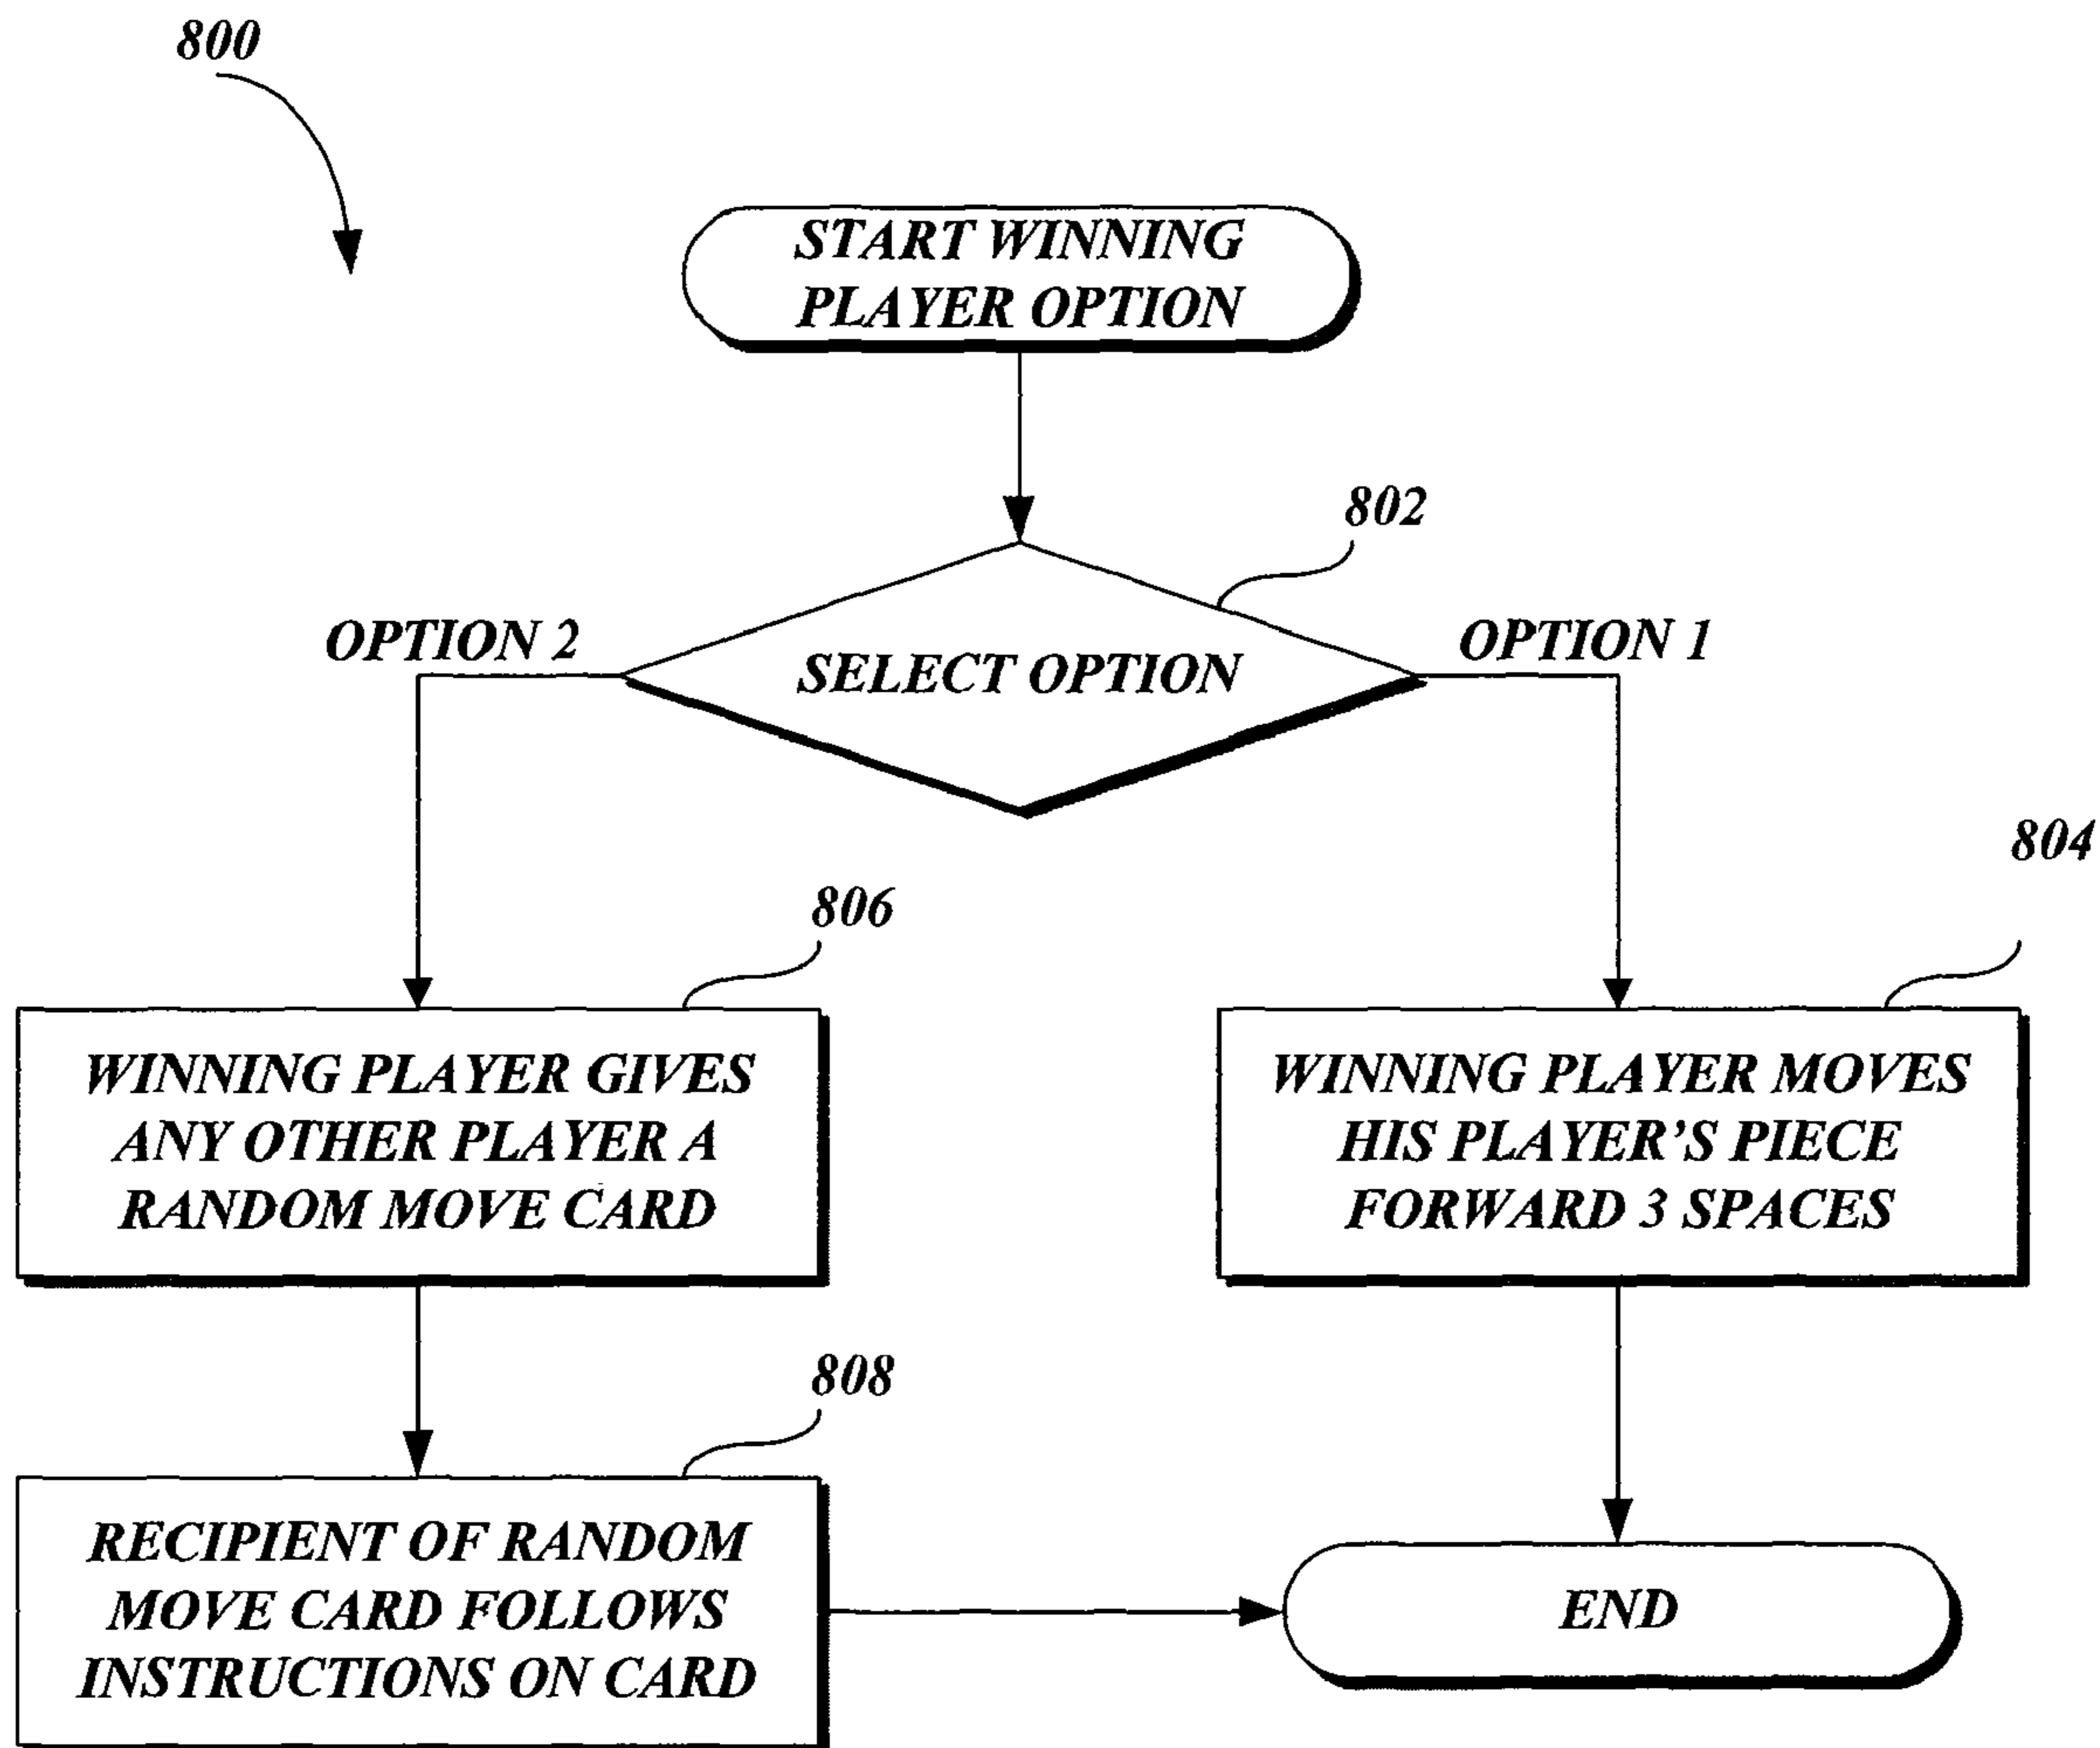 800
START WINNING
PLAYER OPTION
802
OPTION 2
SELECT OPTION
OPTION 1
804
806
WINNING PLAYER GIVES
ANY OTHER PLAYER A
RANDOM MOVE CARD
WINNING PLAYER MOVES
HIS PLAYER'S PIECE
FORWARD 3 SPACES
808
RECIPIENT OF RANDOM
MOVE CARD FOLLOWS
INSTRUCTIONS ON CARD
END